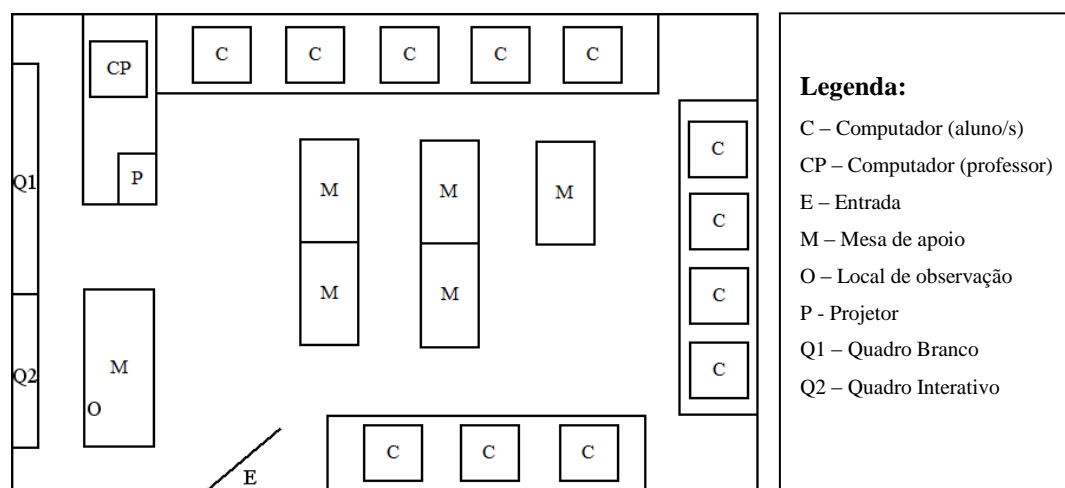 C C C C C
CP
C
Q1
P
M M M
C
M M
C
Q2
M
O
C
C C C
E
Legenda:
C – Computador (aluno/s)
CP – Computador (professor)
E – Entrada
M – Mesa de apoio
O – Local de observação
P - Projetor
Q1 – Quadro Branco
Q2 – Quadro Interativo